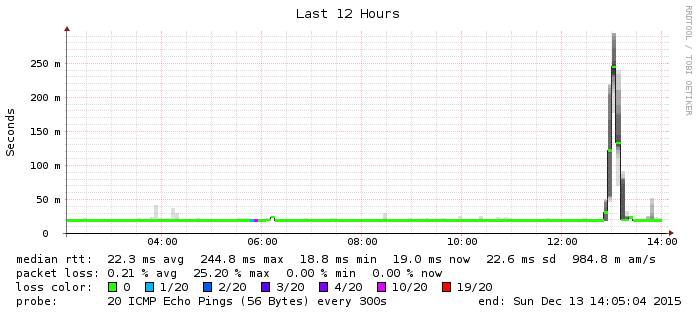 Last 12 Hours
RRDTOOL / TOBI OETIKER
Seconds
250 m
200 m
150 m
100 m
50 m
0
04:00 06:00 08:00 10:00 12:00 14:00
median rtt: 22.3 ms avg 244.8 ms max 18.8 ms min 19.0 ms now 22.6 ms sd 984.8 m am/s
packet loss: 0.21 % avg 25.20 % max 0.00 % min 0.00 % now
loss color: 0 1/20 2/20 3/20 4/20 10/20 19/20
probe: 20 ICMP Echo Pings (56 Bytes) every 300s end: Sun Dec 13 14:05:04 2015